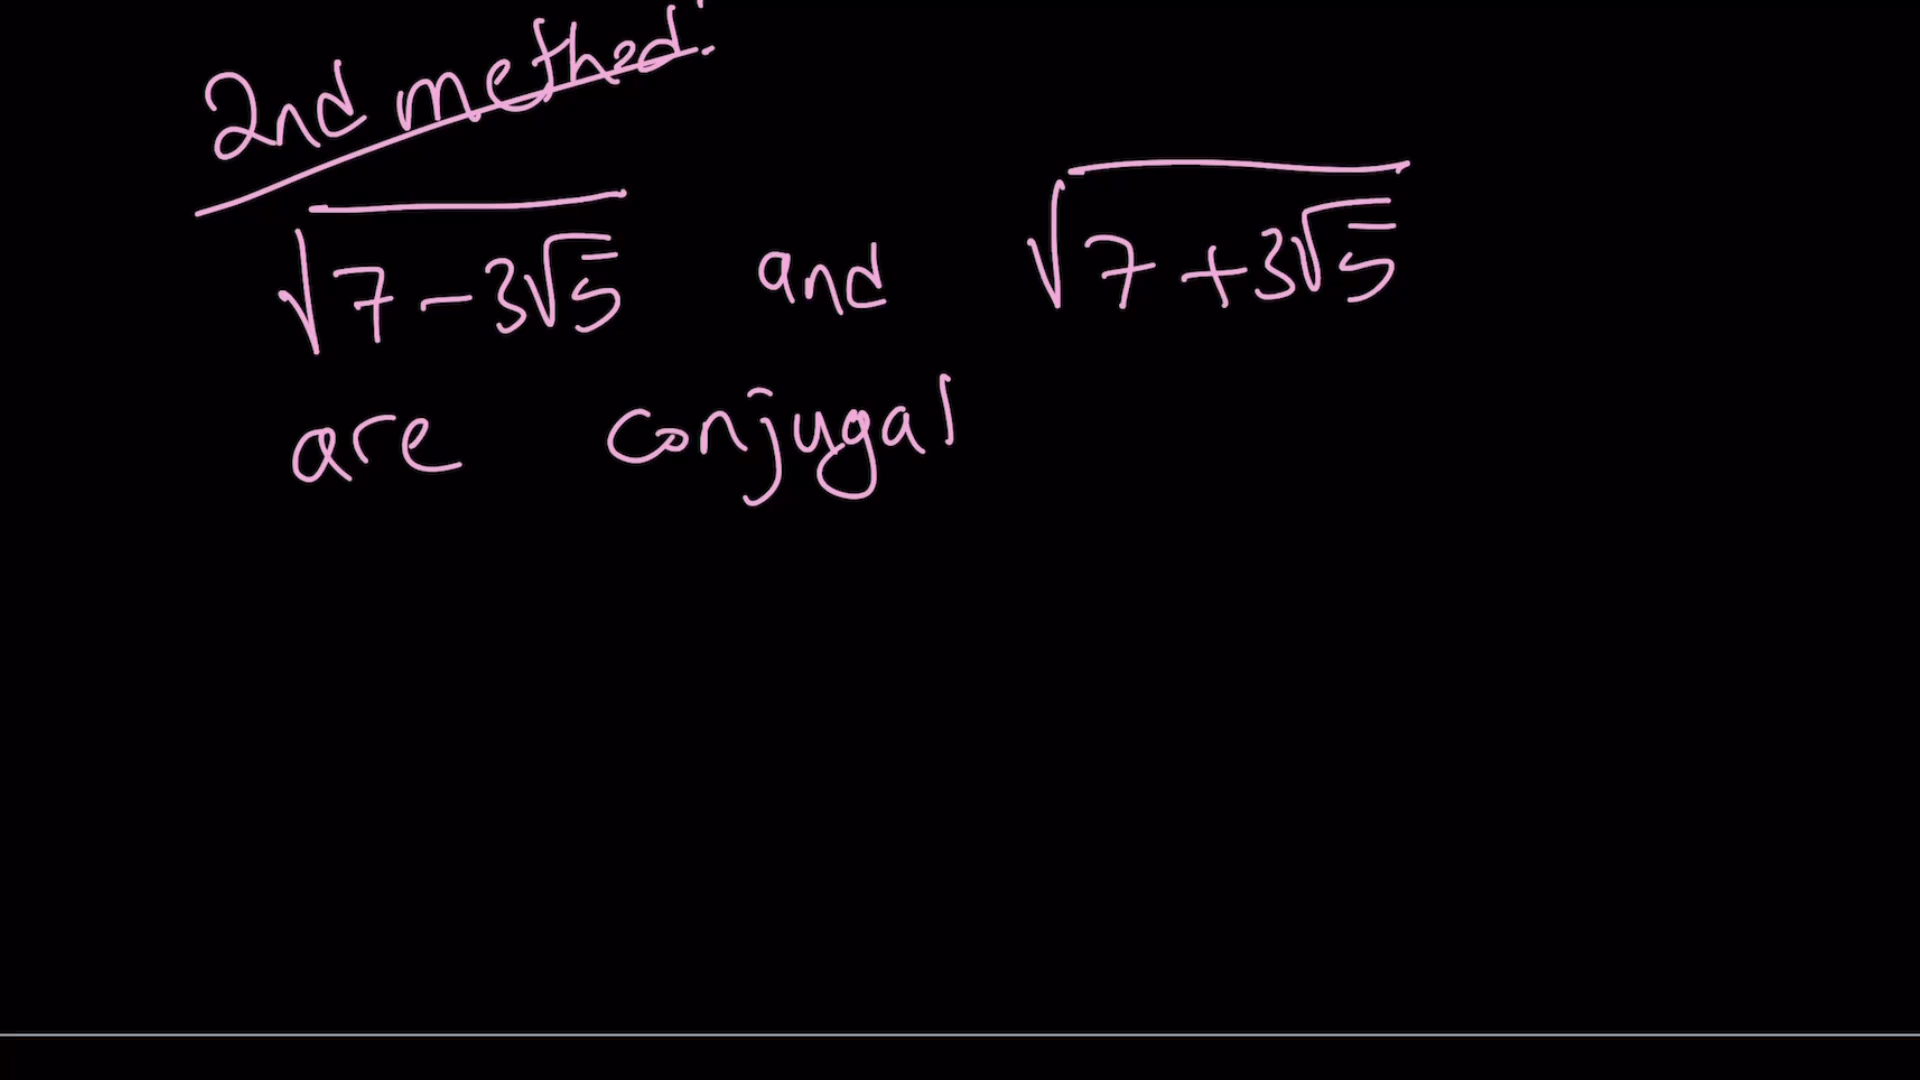 2nd method:
√(7-3√5) and √(7+3√5)
are conjugal